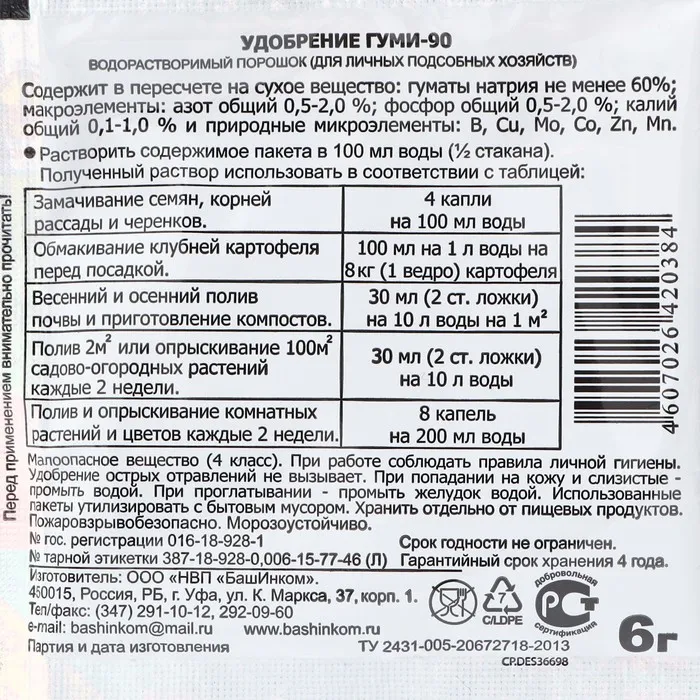 УДОБРЕНИЕ ГУМИ-90
ВОДОРАСТВОРИМЫЙ ПОРОШОК (ДЛЯ ЛИЧНЫХ ПОДСОБНЫХ ХОЗЯЙСТВ)
Содержит в пересчете на сухое вещество: гуматы натрия не менее 60%;
макроэлементы: азот общий 0,5-2,0 %; фосфор общий 0,5-2,0 %; калий
общий 0,1-1,0 % и природные микроэлементы: B, Cu, Mo, Co, Zn, Mn.
● Растворить содержимое пакета в 100 мл воды (½ стакана).
Полученный раствор использовать в соответствии с таблицей:
Замачивание семян, корней
рассады и черенков.
4 капли
на 100 мл воды
Обмакивание клубней картофеля
перед посадкой.
100 мл на 1 л воды на
8 кг (1 ведро) картофеля
Весенний и осенний полив
почвы и приготовление компостов.
30 мл (2 ст. ложки)
на 10 л воды на 1 м²
Полив 2м² или опрыскивание 100м²
садово-огородных растений
каждые 2 недели.
30 мл (2 ст. ложки)
на 10 л воды
Полив и опрыскивание комнатных
растений и цветов каждые 2 недели.
8 капель
на 200 мл воды
4607026420384
Перед применением внимательно прочитать!
Малоопасное вещество (4 класс). При работе соблюдать правила личной гигиены.
Удобрение острых отравлений не вызывает. При попадании на кожу и слизистые -
промыть водой. При проглатывании - промыть желудок водой. Использованные
пакеты утилизировать с бытовым мусором. Хранить отдельно от пищевых продуктов.
Пожаровзрывобезопасно. Морозоустойчиво.
№ гос. регистрации 016-18-928-1
№ тарной этикетки 387-18-928-0,006-15-77-46 (Л)
Срок годности не ограничен.
Гарантийный срок хранения 4 года.
Изготовитель: ООО «НВП «БашИнком».
450015, Россия, РБ, г. Уфа, ул. К. Маркса, 37, корп. 1.
Тел/факс: (347) 291-10-12, 292-09-60
e-mail: bashinkom@mail.ru www.bashinkom.ru
Партия и дата изготовления
7
C/LDPE
добровольная
РСТ
сертификация
6г
ТУ 2431-005-20672718-2013
CP.DES36698